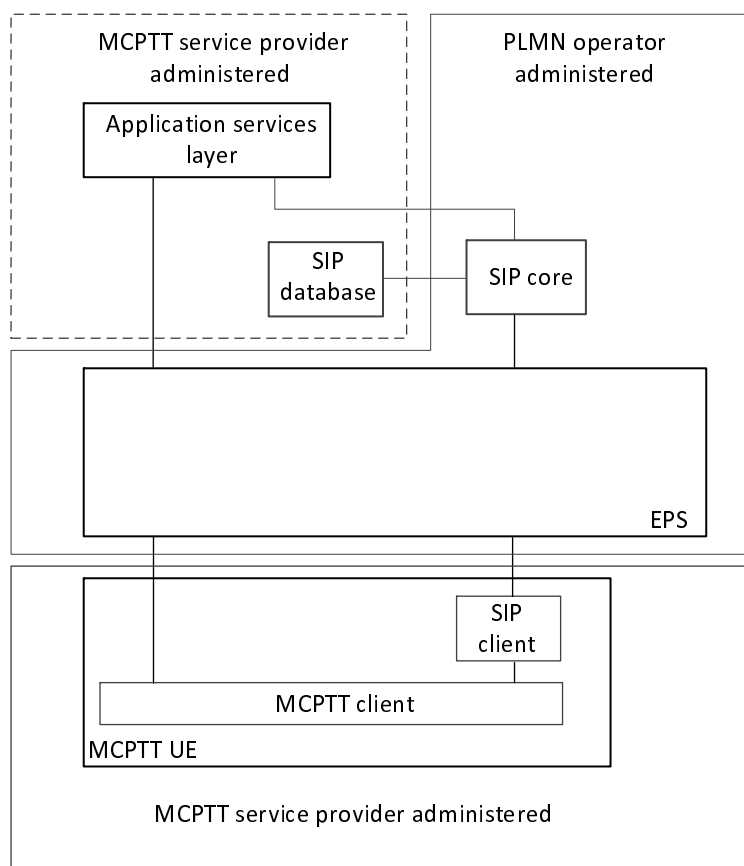 MCPTT service provider
administered
PLMN operator
administered
Application services
layer
SIP
database
SIP core
EPS
SIP
client
MCPTT client
MCPTT UE
MCPTT service provider administered